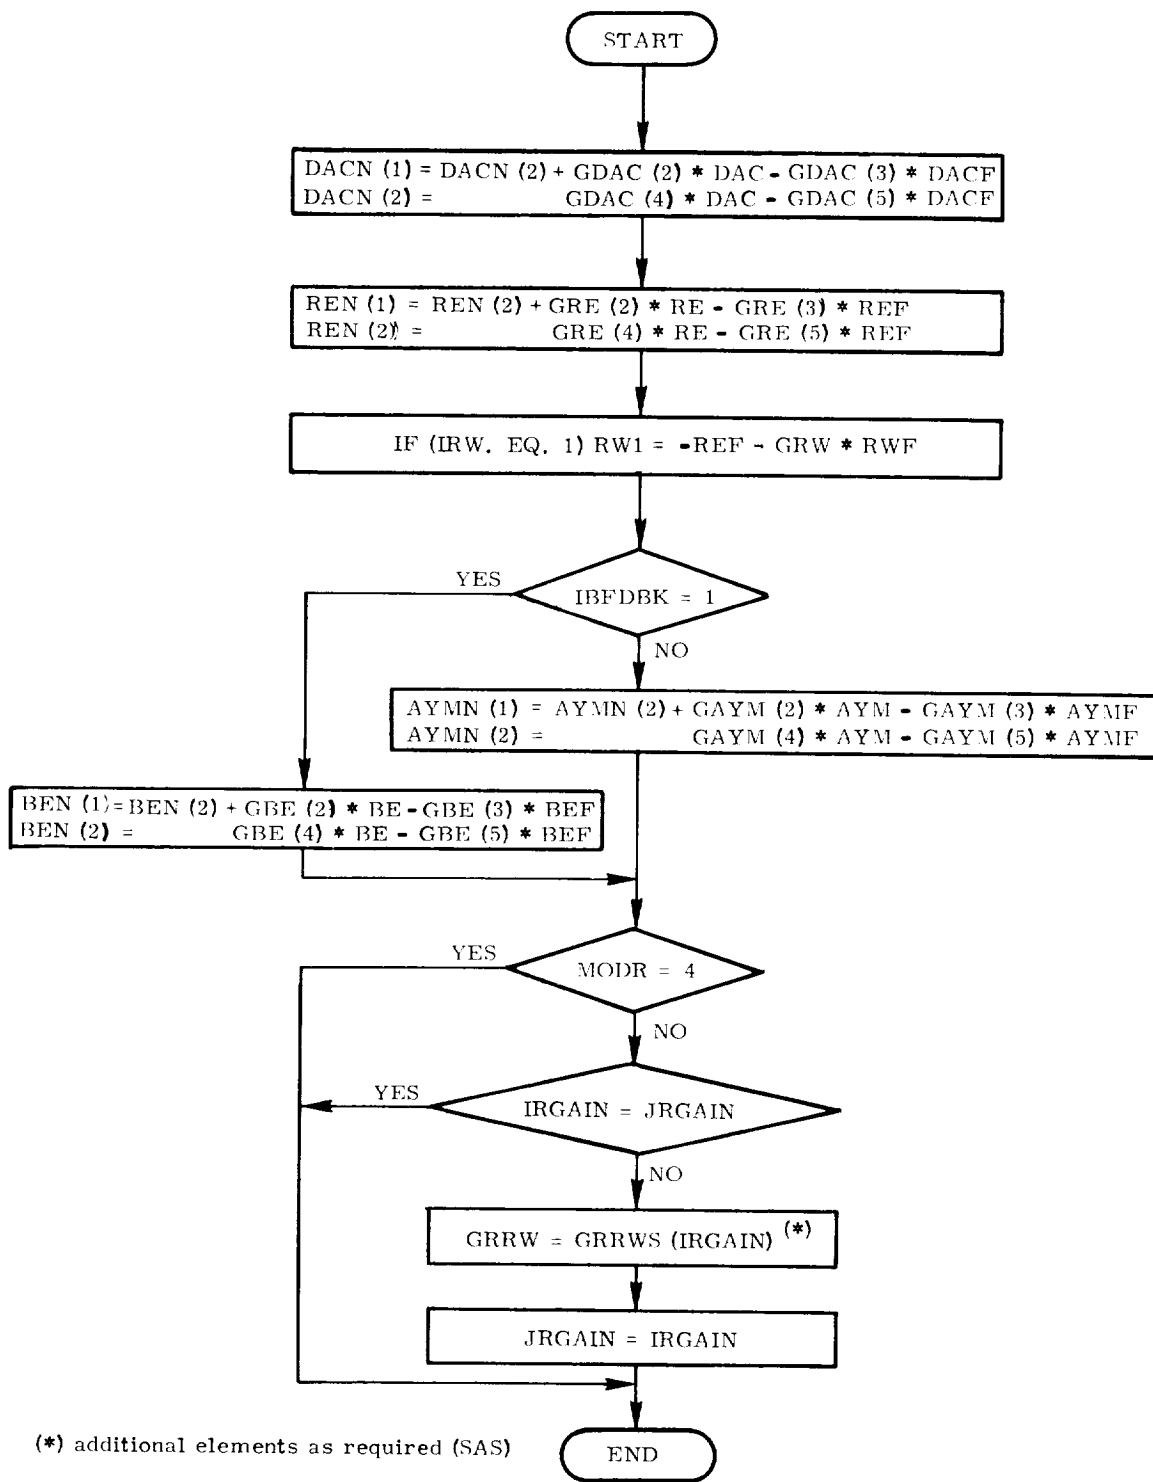 START
DACN (1) = DACN (2) + GDAC (2) * DAC - GDAC (3) * DACF
DACN (2) = GDAC (4) * DAC - GDAC (5) * DACF
REN (1) = REN (2) + GRE (2) * RE - GRE (3) * REF
REN (2) = GRE (4) * RE - GRE (5) * REF
IF (IRW. EQ. 1) RW1 = -REF - GRW * RWF
YES
IBFDBK = 1
NO
AYMN (1) = AYMN (2) + GAYM (2) * AYM - GAYM (3) * AYMF
AYMN (2) = GAYM (4) * AYM - GAYM (5) * AYMF
BEN (1) = BEN (2) + GBE (2) * BE - GBE (3) * BEF
BEN (2) = GBE (4) * BE - GBE (5) * BEF
YES
MODR = 4
NO
YES
IRGAIN = JRGAIN
NO
GRRW = GRRWS (IRGAIN) (*)
JRGAIN = IRGAIN
(*) additional elements as required (SAS)
END